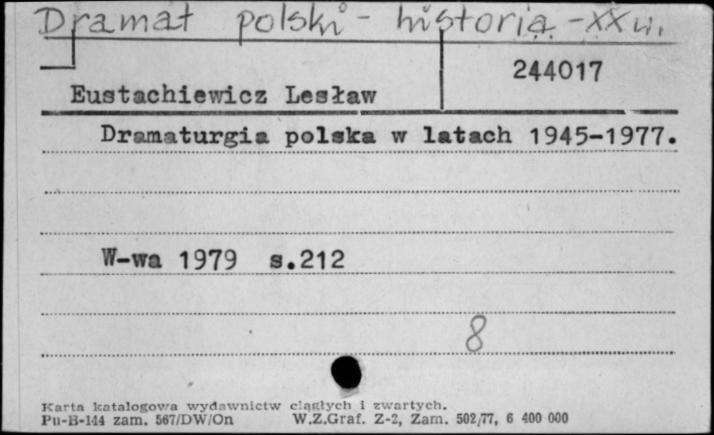 Dramat polski - historia - XX w.
244017
Eustachiewicz Lesław
Dramaturgia polska w latach 1945-1977.
W-wa 1979 s.212
8
Karta katalogowa wydawnictw ciągłych i zwartych.
Pu-B-144 zam. 567/DW/On W.Z.Graf. Z-2, Zam. 502/77, 6 400 000